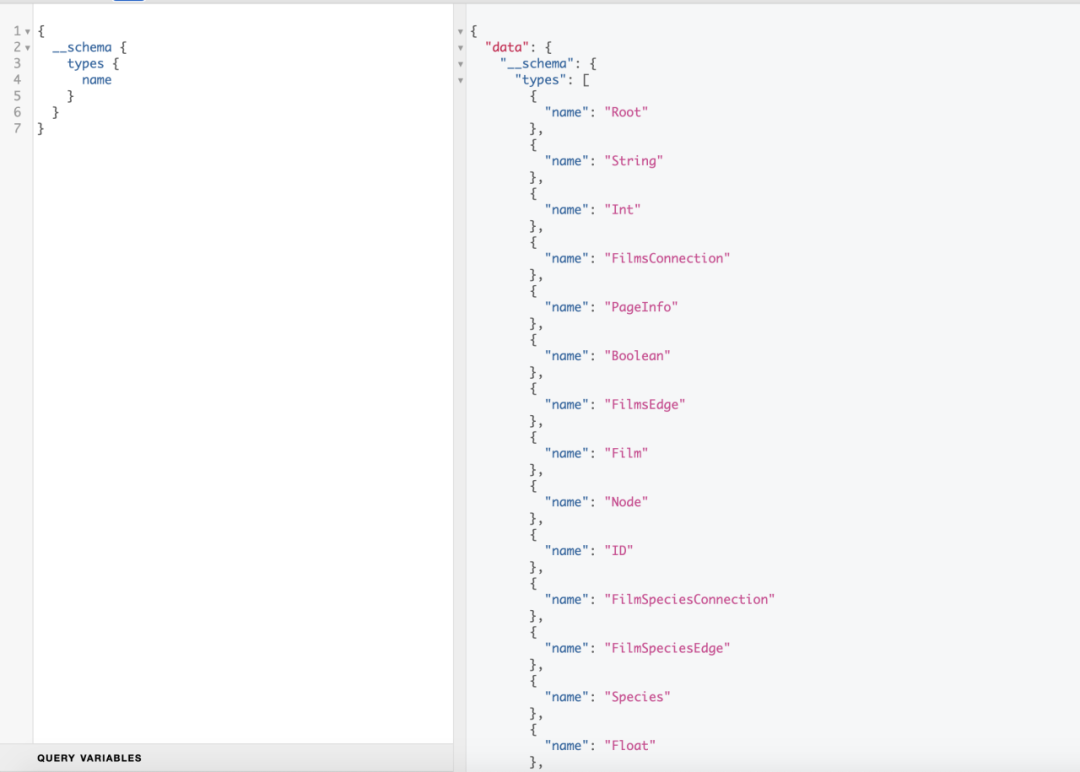 1 {
2   __schema {
3     types {
4       name
5     }
6   }
7 }
QUERY VARIABLES
{
  "data": {
    "__schema": {
      "types": [
        {
          "name": "Root"
        },
        {
          "name": "String"
        },
        {
          "name": "Int"
        },
        {
          "name": "FilmsConnection"
        },
        {
          "name": "PageInfo"
        },
        {
          "name": "Boolean"
        },
        {
          "name": "FilmsEdge"
        },
        {
          "name": "Film"
        },
        {
          "name": "Node"
        },
        {
          "name": "ID"
        },
        {
          "name": "FilmSpeciesConnection"
        },
        {
          "name": "FilmSpeciesEdge"
        },
        {
          "name": "Species"
        },
        {
          "name": "Float"
        },